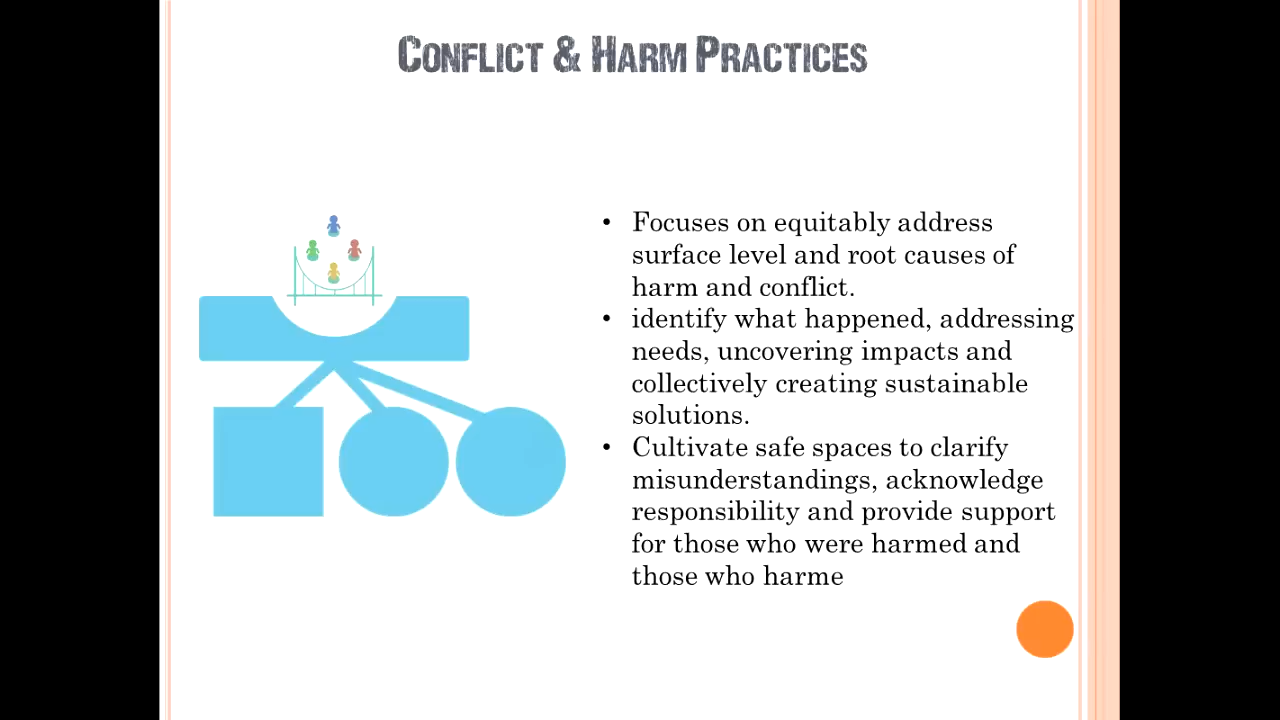 CONFLICT & HARM PRACTICES
• Focuses on equitably address
surface level and root causes of
harm and conflict.
• identify what happened, addressing
needs, uncovering impacts and
collectively creating sustainable
solutions.
• Cultivate safe spaces to clarify
misunderstandings, acknowledge
responsibility and provide support
for those who were harmed and
those who harme